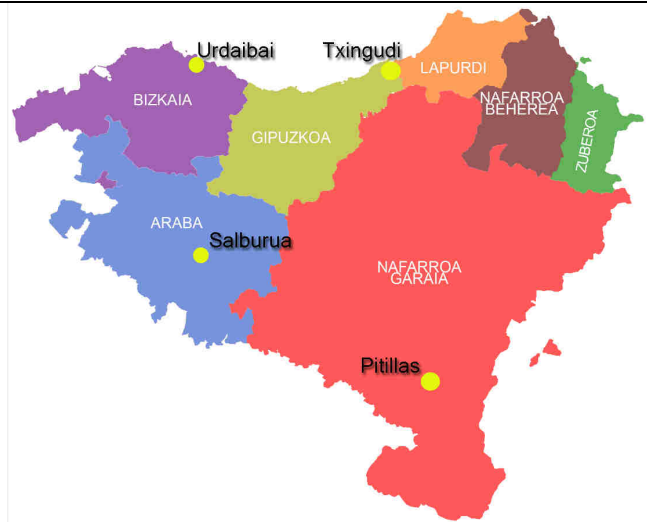 Urdaibai
Txingudi
LAPURDI
BIZKAIA
NAFARROA
BEHEREA
GIPUZKOA
ZUBEROA
ARABA
Salburua
NAFARROA
GARAIA
Pitillas